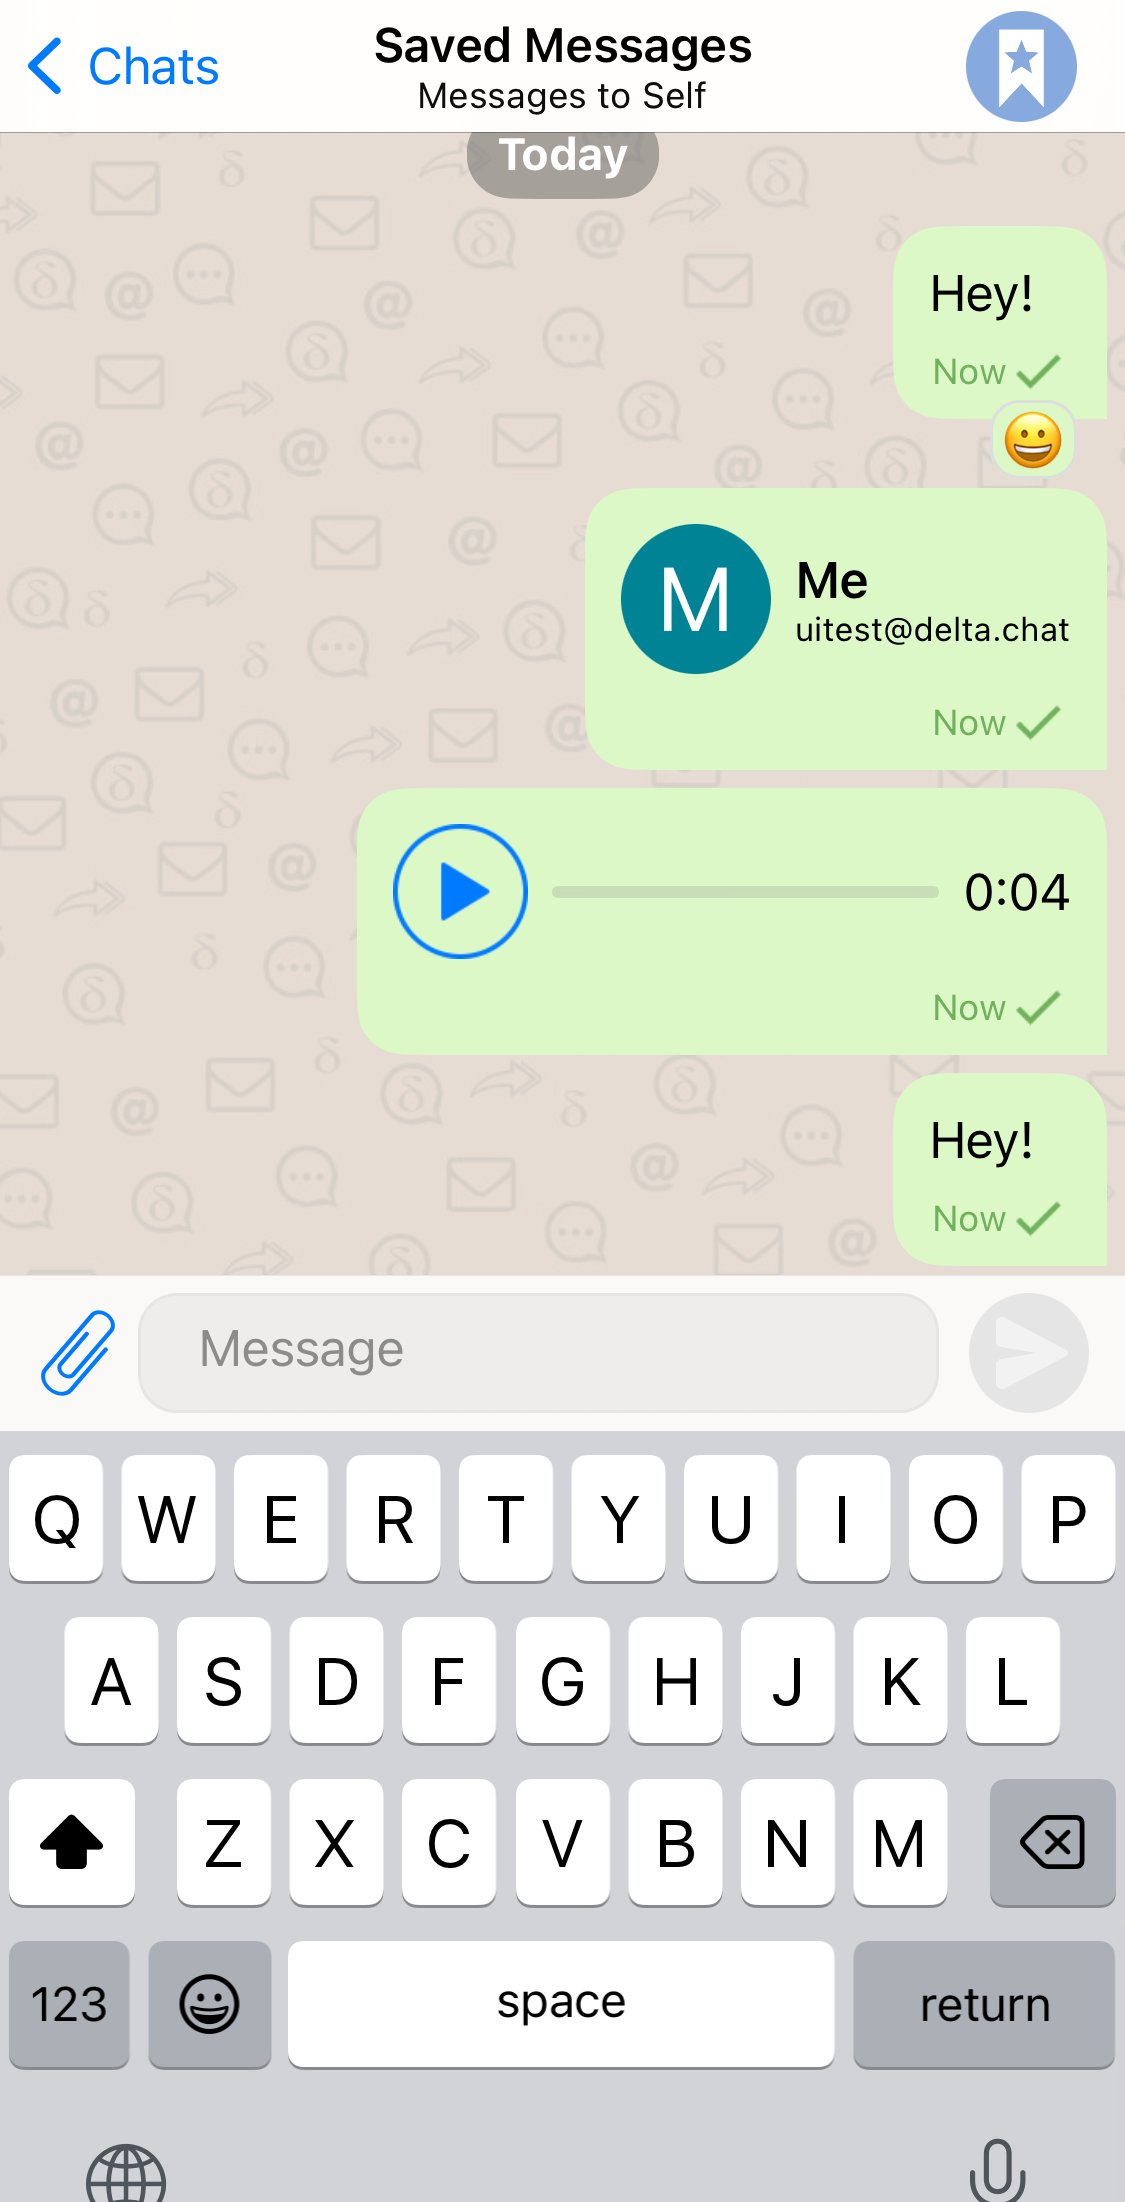 Chats
Saved Messages
Messages to Self
Today
Hey!
Now
M
Me
uitest@delta.chat
Now
0:04
Now
Hey!
Now
Message
Q W E R T Y U I O P
A S D F G H J K L
Z X C V B N M
123 space return